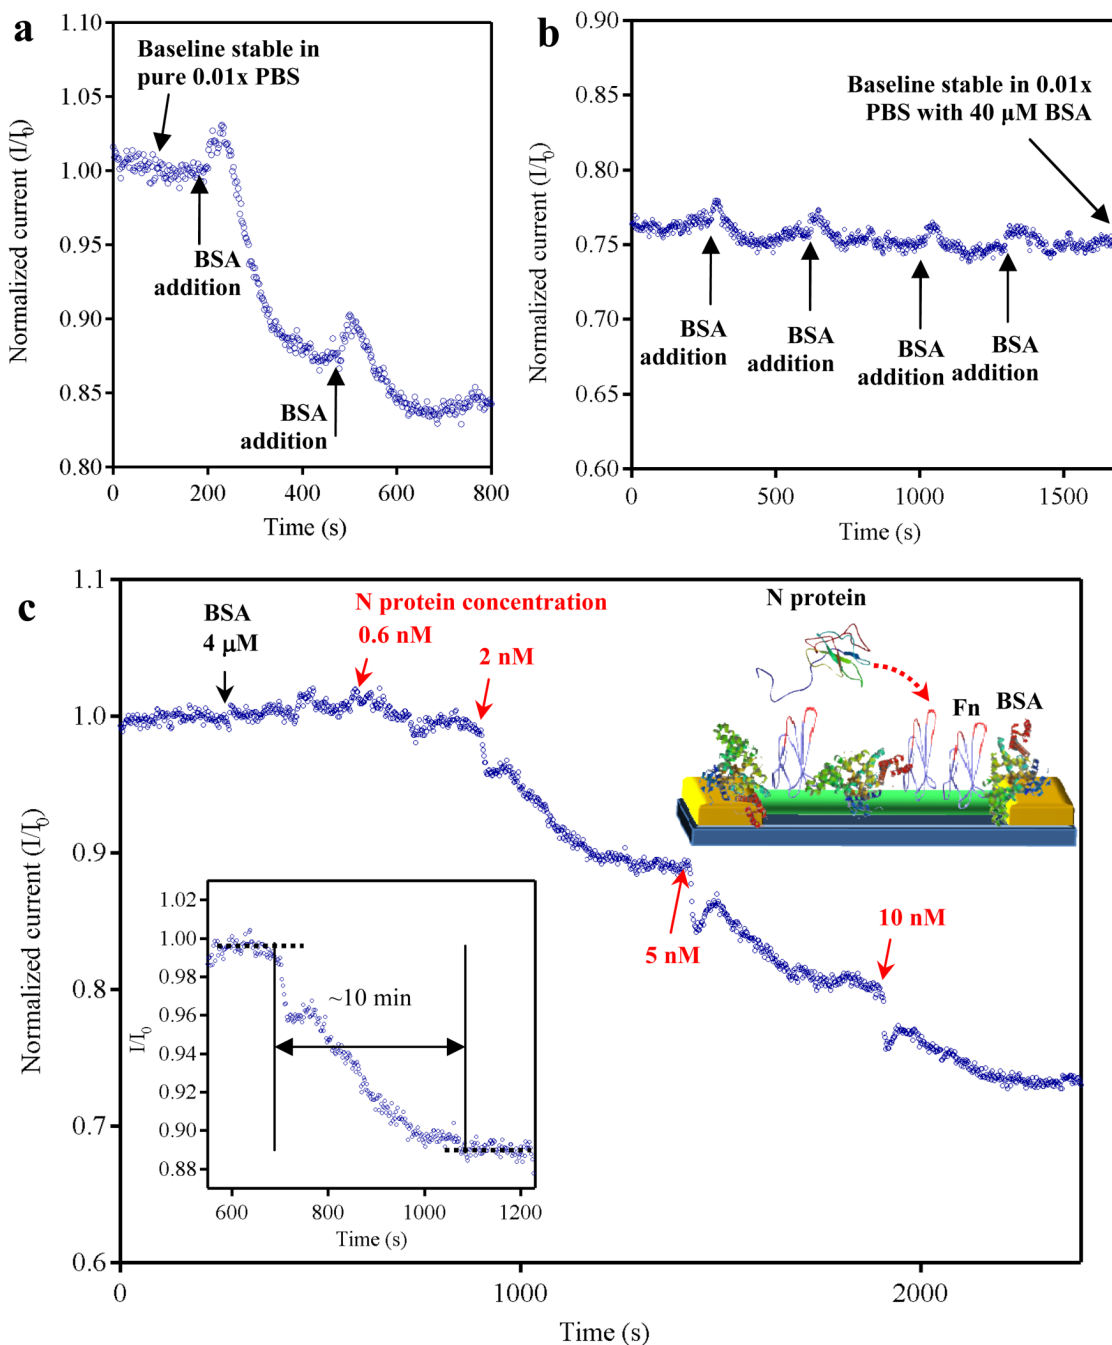 a
1.10
1.05
1.00
0.95
0.90
0.85
0.80
Normalized current (I/I0)
Baseline stable in
pure 0.01x PBS
BSA
addition
BSA
addition
0
200
400
600
800
Time (s)
b
0.90
0.85
0.80
0.75
0.70
0.65
0.60
Normalized current (I/I0)
Baseline stable in 0.01x
PBS with 40 μM BSA
BSA
addition
BSA
addition
BSA
addition
BSA
addition
0
500
1000
1500
Time (s)
c
1.1
1.0
0.9
0.8
0.7
0.6
Normalized current (I/I0)
BSA
4 μM
N protein concentration
0.6 nM
2 nM
5 nM
10 nM
N protein
Fn
BSA
1.02
1.00
0.98
0.96
0.94
0.92
0.90
0.88
I/I0
~10 min
600
800
1000
1200
Time (s)
0
1000
2000
Time (s)